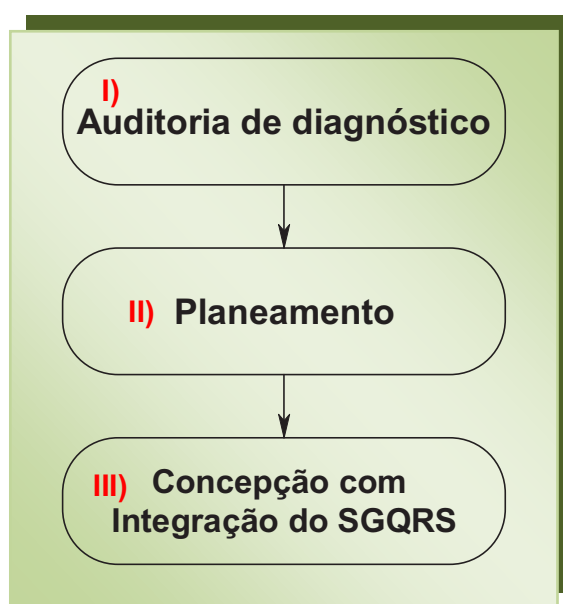 I)
Auditoria de diagnóstico
II) Planeamento
III) Concepção com
Integração do SGQRS